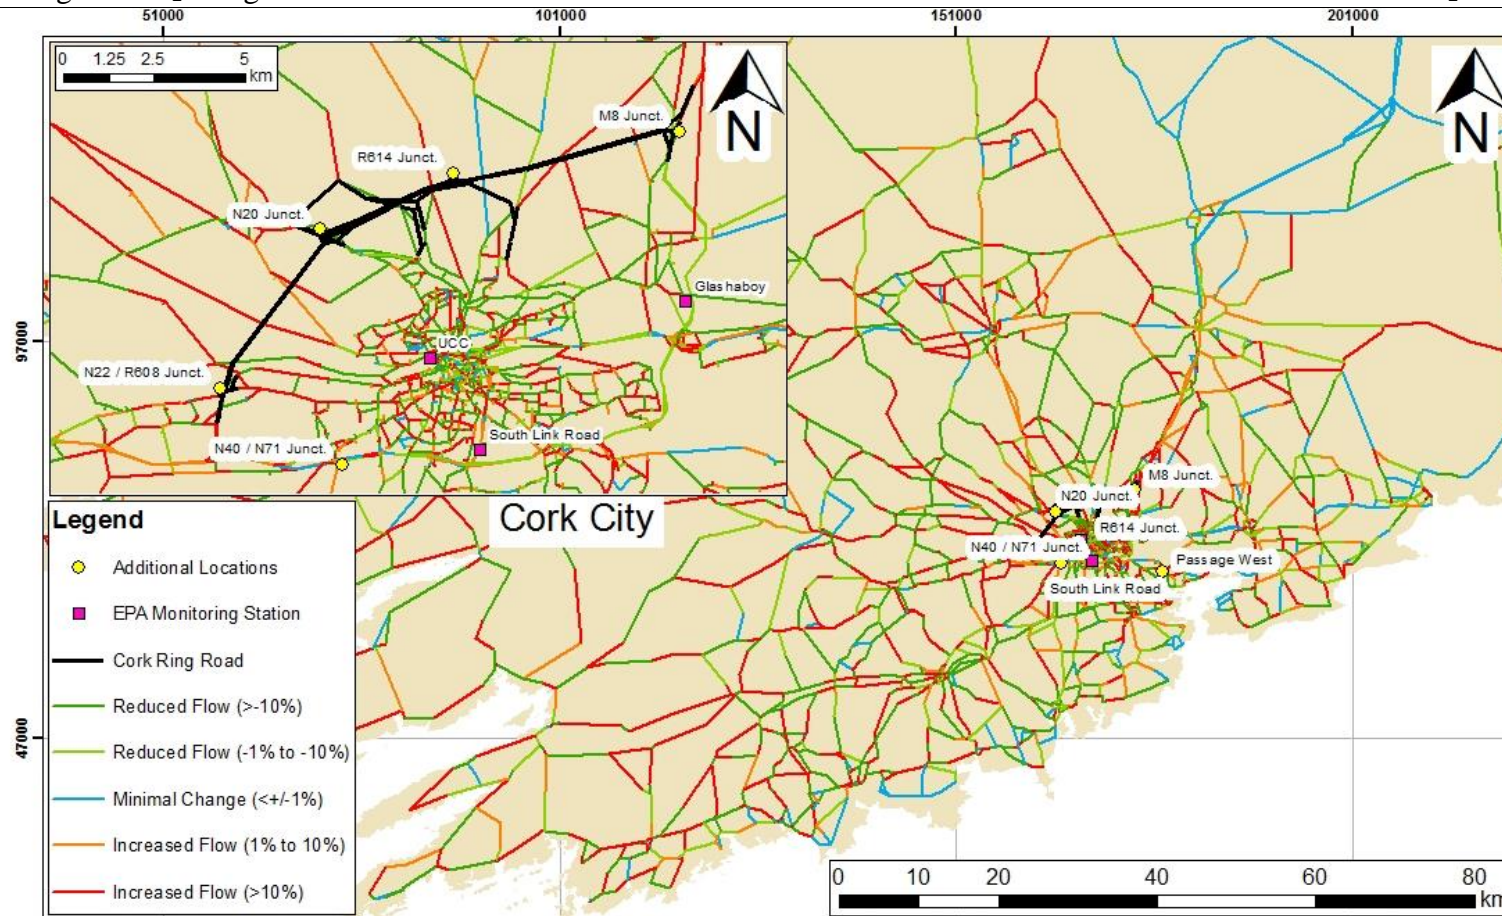 51000 101000 151000 201000
0 1.25 2.5 5
km
M8 Junct.
N
N
R614 Junct.
N20 Junct.
Glashaboy
97000
UCC
N22 / R608 Junct.
South Link Road
N40 / N71 Junct.
M8 Junct.
N20 Junct.
Cork City
R614 Junct.
N40 / N71 Junct.
Passage West
South Link Road
Legend
Additional Locations
EPA Monitoring Station
Cork Ring Road
Reduced Flow (>-10%)
47000
Reduced Flow (-1% to -10%)
Minimal Change (<+/-1%)
Increased Flow (1% to 10%)
Increased Flow (>10%)
0 10 20 40 60 80
km